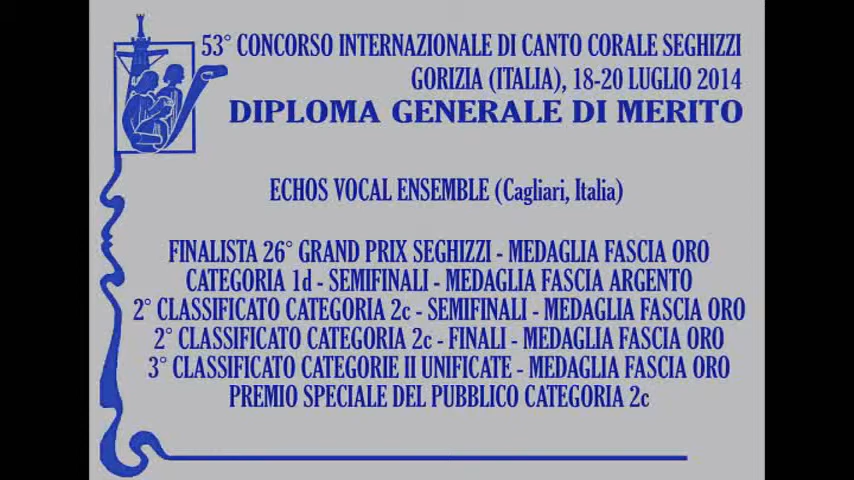 53° CONCORSO INTERNAZIONALE DI CANTO CORALE SEGHIZZI
GORIZIA (ITALIA), 18-20 LUGLIO 2014
DIPLOMA GENERALE DI MERITO
ECHOS VOCAL ENSEMBLE (Cagliari, Italia)
FINALISTA 26° GRAND PRIX SEGHIZZI - MEDAGLIA FASCIA ORO
CATEGORIA 1d - SEMIFINALI - MEDAGLIA FASCIA ARGENTO
2° CLASSIFICATO CATEGORIA 2c - SEMIFINALI - MEDAGLIA FASCIA ORO
2° CLASSIFICATO CATEGORIA 2c - FINALI - MEDAGLIA FASCIA ORO
3° CLASSIFICATO CATEGORIE II UNIFICATE - MEDAGLIA FASCIA ORO
PREMIO SPECIALE DEL PUBBLICO CATEGORIA 2c